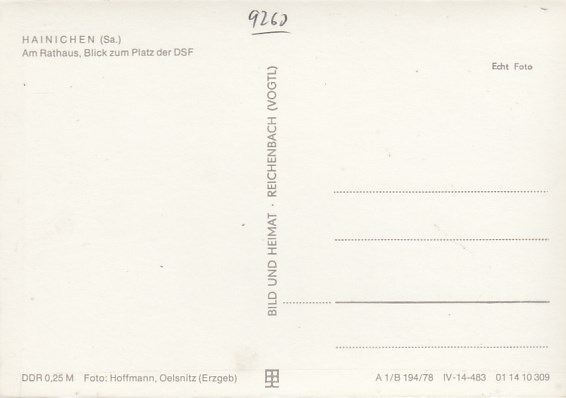 9260
HAINICHEN (Sa.)
Am Rathaus, Blick zum Platz der DSF
Echt Foto
BILD UND HEIMAT · REICHENBACH (VOGTL)
DDR 0,25 M Foto: Hoffmann, Oelsnitz (Erzgeb)
A 1/B 194/78 IV-14-483 01 14 10 309